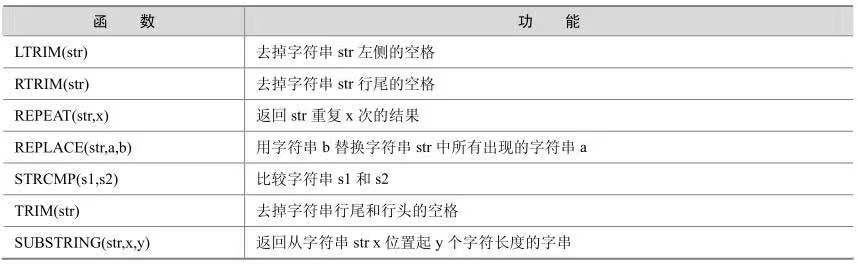 函 数 功 能
LTRIM(str) 去掉字符串 str 左侧的空格
RTRIM(str) 去掉字符串 str 行尾的空格
REPEAT(str,x) 返回 str 重复 x 次的结果
REPLACE(str,a,b) 用字符串 b 替换字符串 str 中所有出现的字符串 a
STRCMP(s1,s2) 比较字符串 s1 和 s2
TRIM(str) 去掉字符串行尾和行头的空格
SUBSTRING(str,x,y) 返回从字符串 str x 位置起 y 个字符长度的字串